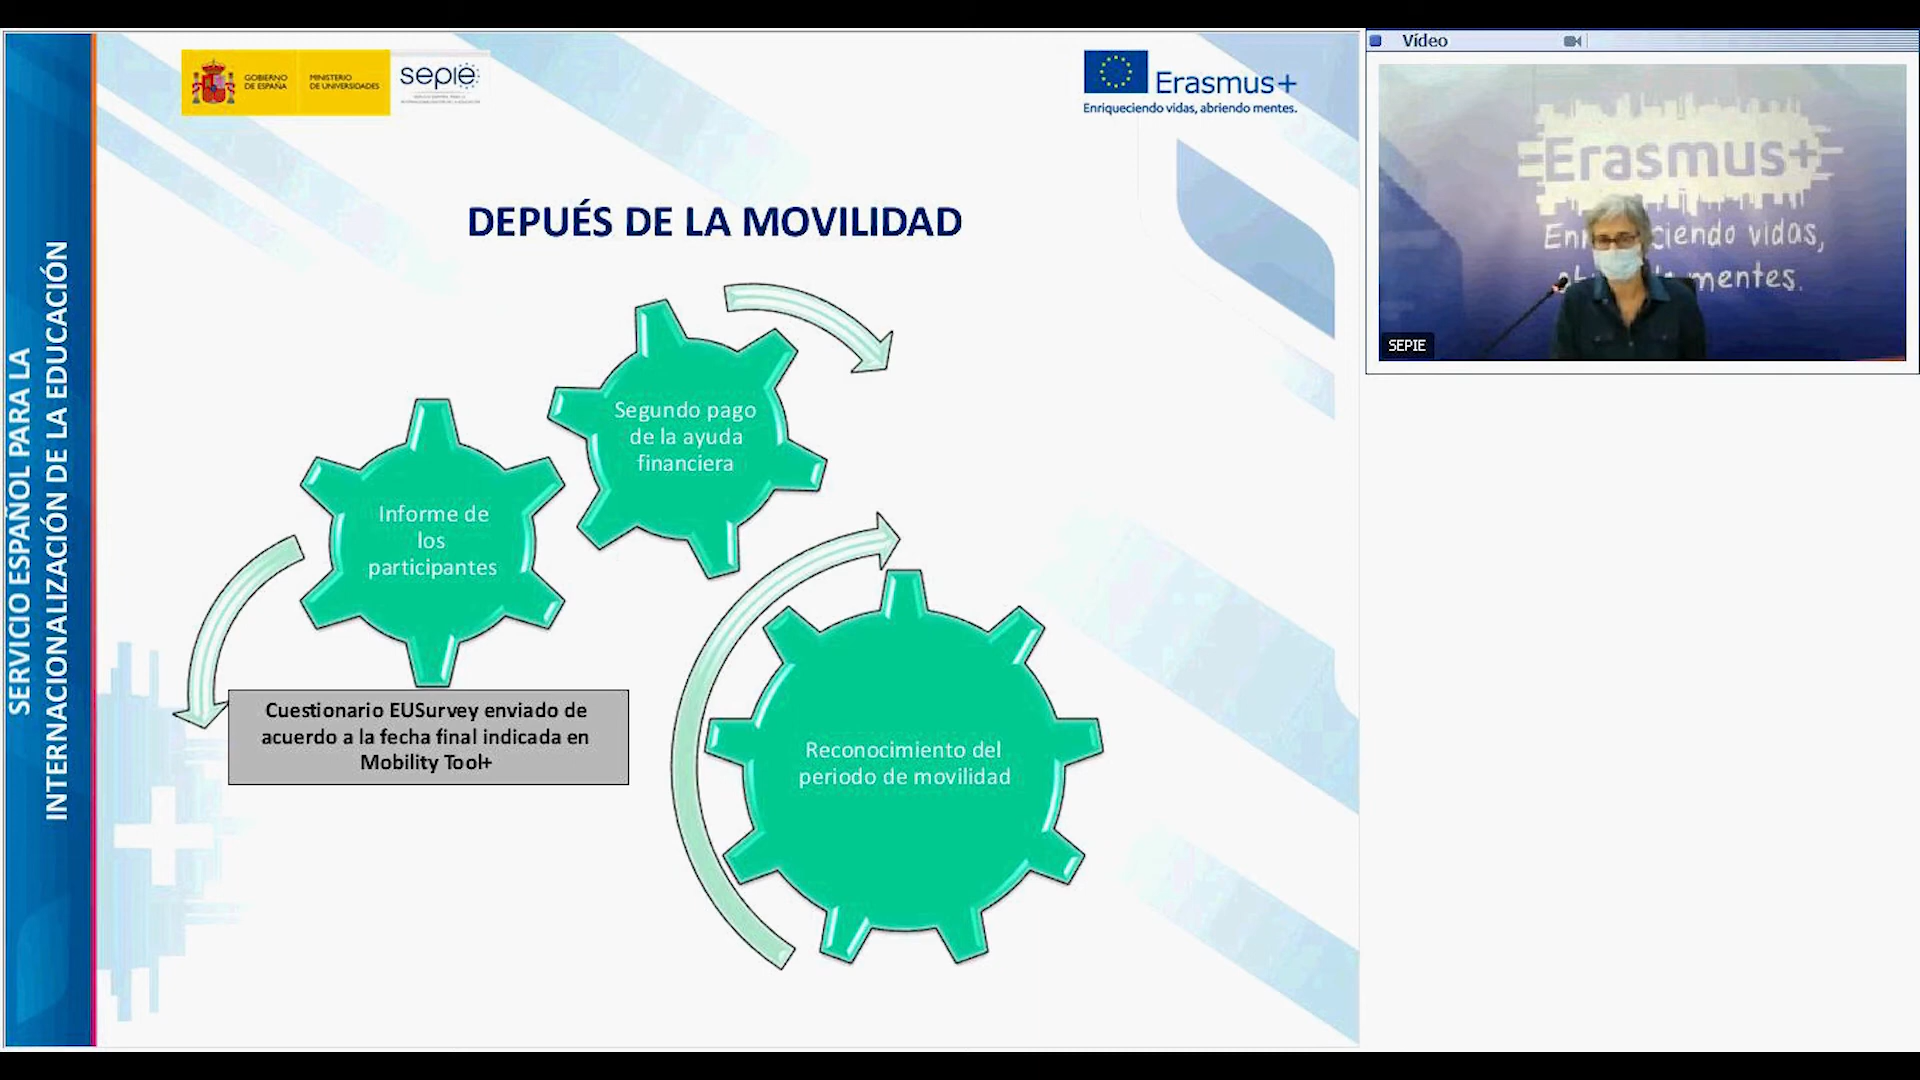 SERVICIO ESPAÑOL PARA LA
INTERNACIONALIZACIÓN DE LA EDUCACIÓN
GOBIERNO
DE ESPAÑA
MINISTERIO
DE UNIVERSIDADES
sepie
Erasmus+
Enriqueciendo vidas, abriendo mentes.
DEPUÉS DE LA MOVILIDAD
Segundo pago
de la ayuda
financiera
Informe de
los
participantes
Cuestionario EUSurvey enviado de
acuerdo a la fecha final indicada en
Mobility Tool+
Reconocimiento del
periodo de movilidad
Vídeo
Erasmus+
vidas,
mentes.
SEPIE